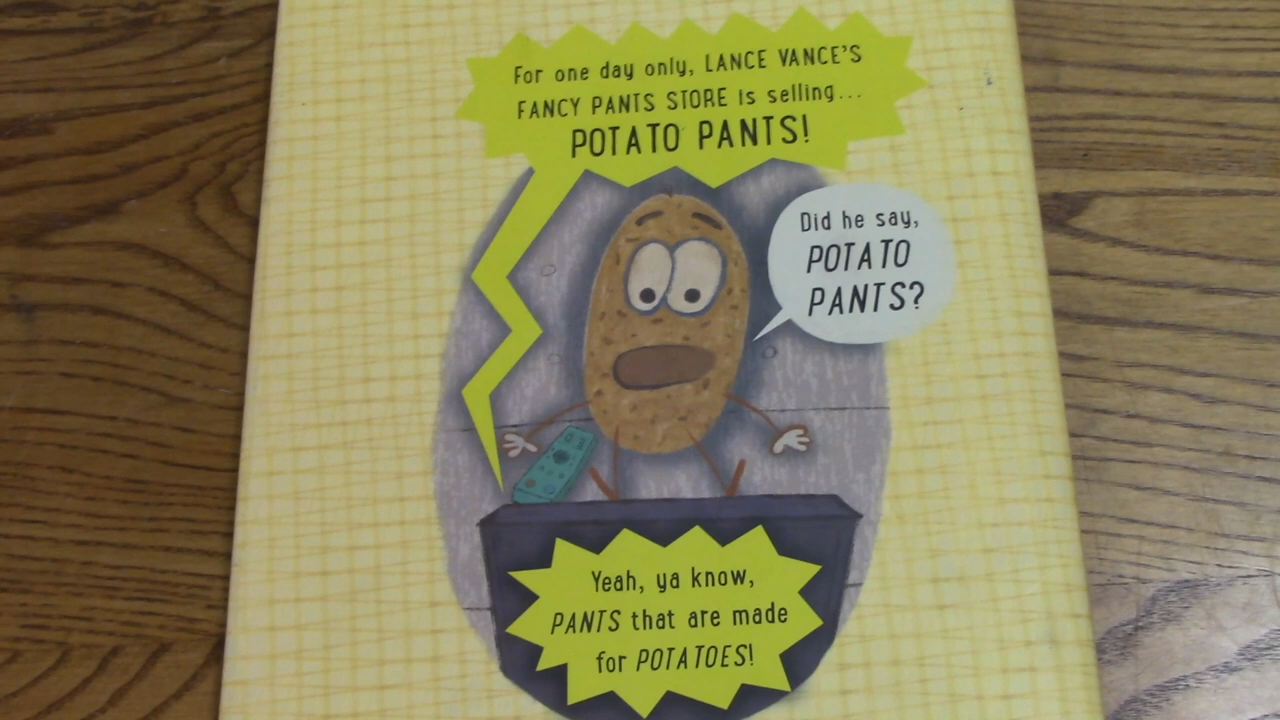 For one day only, LANCE VANCE'S
FANCY PANTS STORE is selling...
POTATO PANTS!
Did he say,
POTATO
PANTS?
Yeah, ya know,
PANTS that are made
for POTATOES!